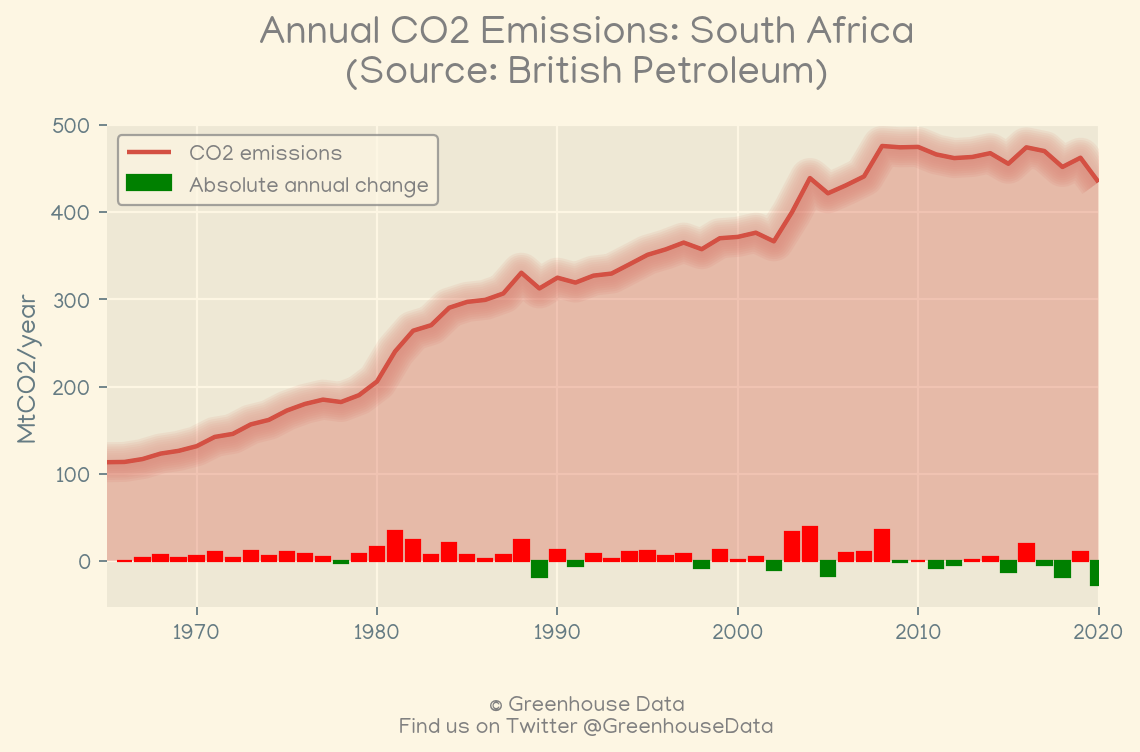 Annual CO2 Emissions: South Africa
(Source: British Petroleum)
500
CO2 emissions
Absolute annual change
400
300
MtCO2/year
200
100
0
1970 1980 1990 2000 2010 2020
© Greenhouse Data
Find us on Twitter @GreenhouseData